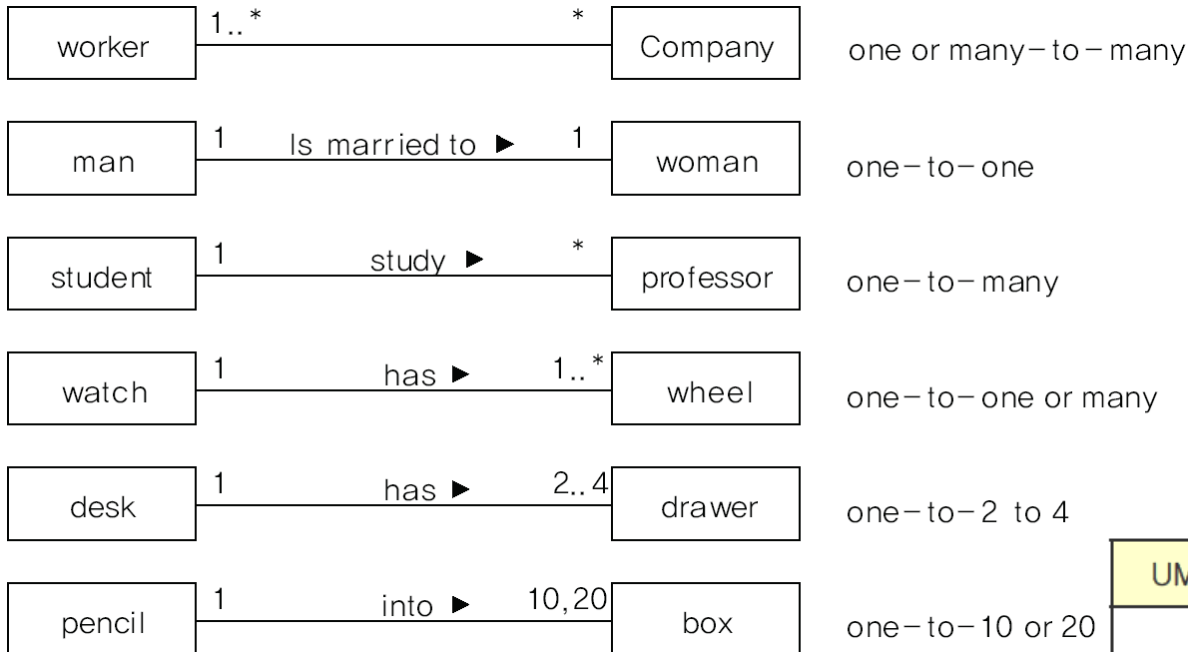 worker 1..* * Company one or many-to-many
man 1 Is married to ► 1 woman one-to-one
student 1 study ► * professor one-to-many
watch 1 has ► 1..* wheel one-to-one or many
desk 1 has ► 2..4 drawer one-to-2 to 4
UM
pencil 1 into ► 10,20 box one-to-10 or 20